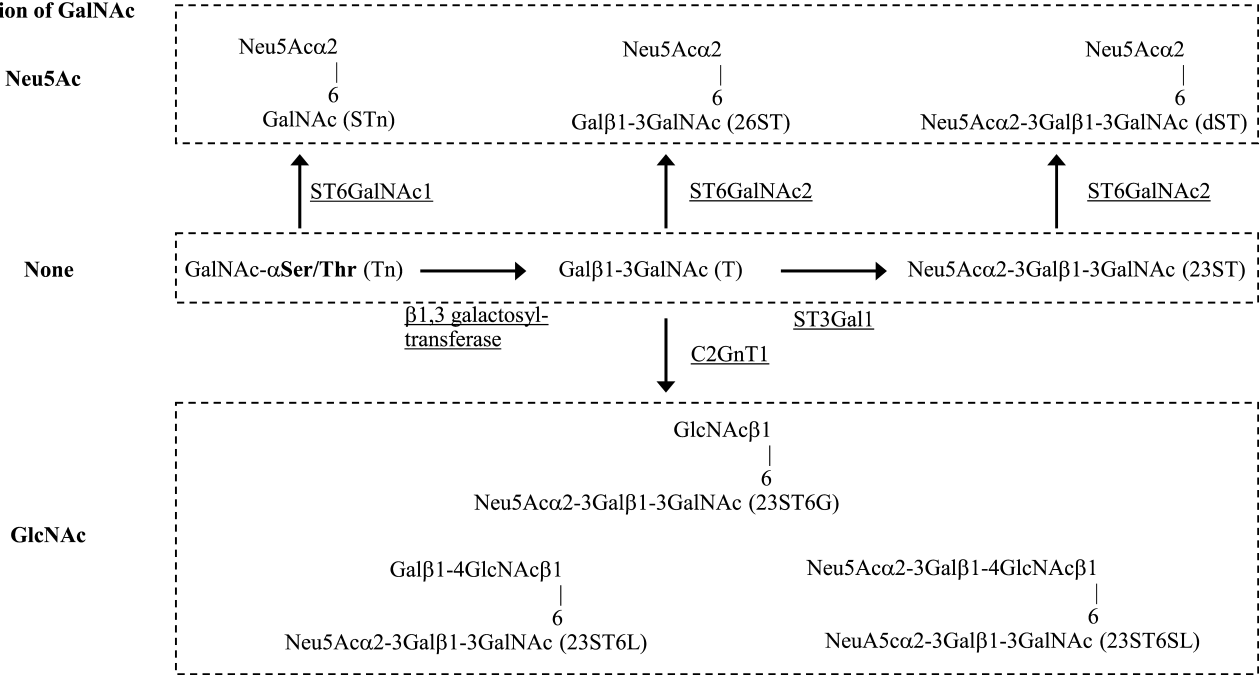 ion of GalNAc
Neu5Ac
Neu5Acα2
|
6
GalNAc (STn)
Neu5Acα2
|
6
Galβ1-3GalNAc (26ST)
Neu5Acα2
|
6
Neu5Acα2-3Galβ1-3GalNAc (dST)
ST6GalNAc1
ST6GalNAc2
ST6GalNAc2
None
GalNAc-αSer/Thr (Tn)
Galβ1-3GalNAc (T)
Neu5Acα2-3Galβ1-3GalNAc (23ST)
β1,3 galactosyl-
transferase
ST3Gal1
C2GnT1
GlcNAc
GlcNAcβ1
|
6
Neu5Acα2-3Galβ1-3GalNAc (23ST6G)
Galβ1-4GlcNAcβ1
|
6
Neu5Acα2-3Galβ1-3GalNAc (23ST6L)
Neu5Acα2-3Galβ1-4GlcNAcβ1
|
6
NeuA5cα2-3Galβ1-3GalNAc (23ST6SL)